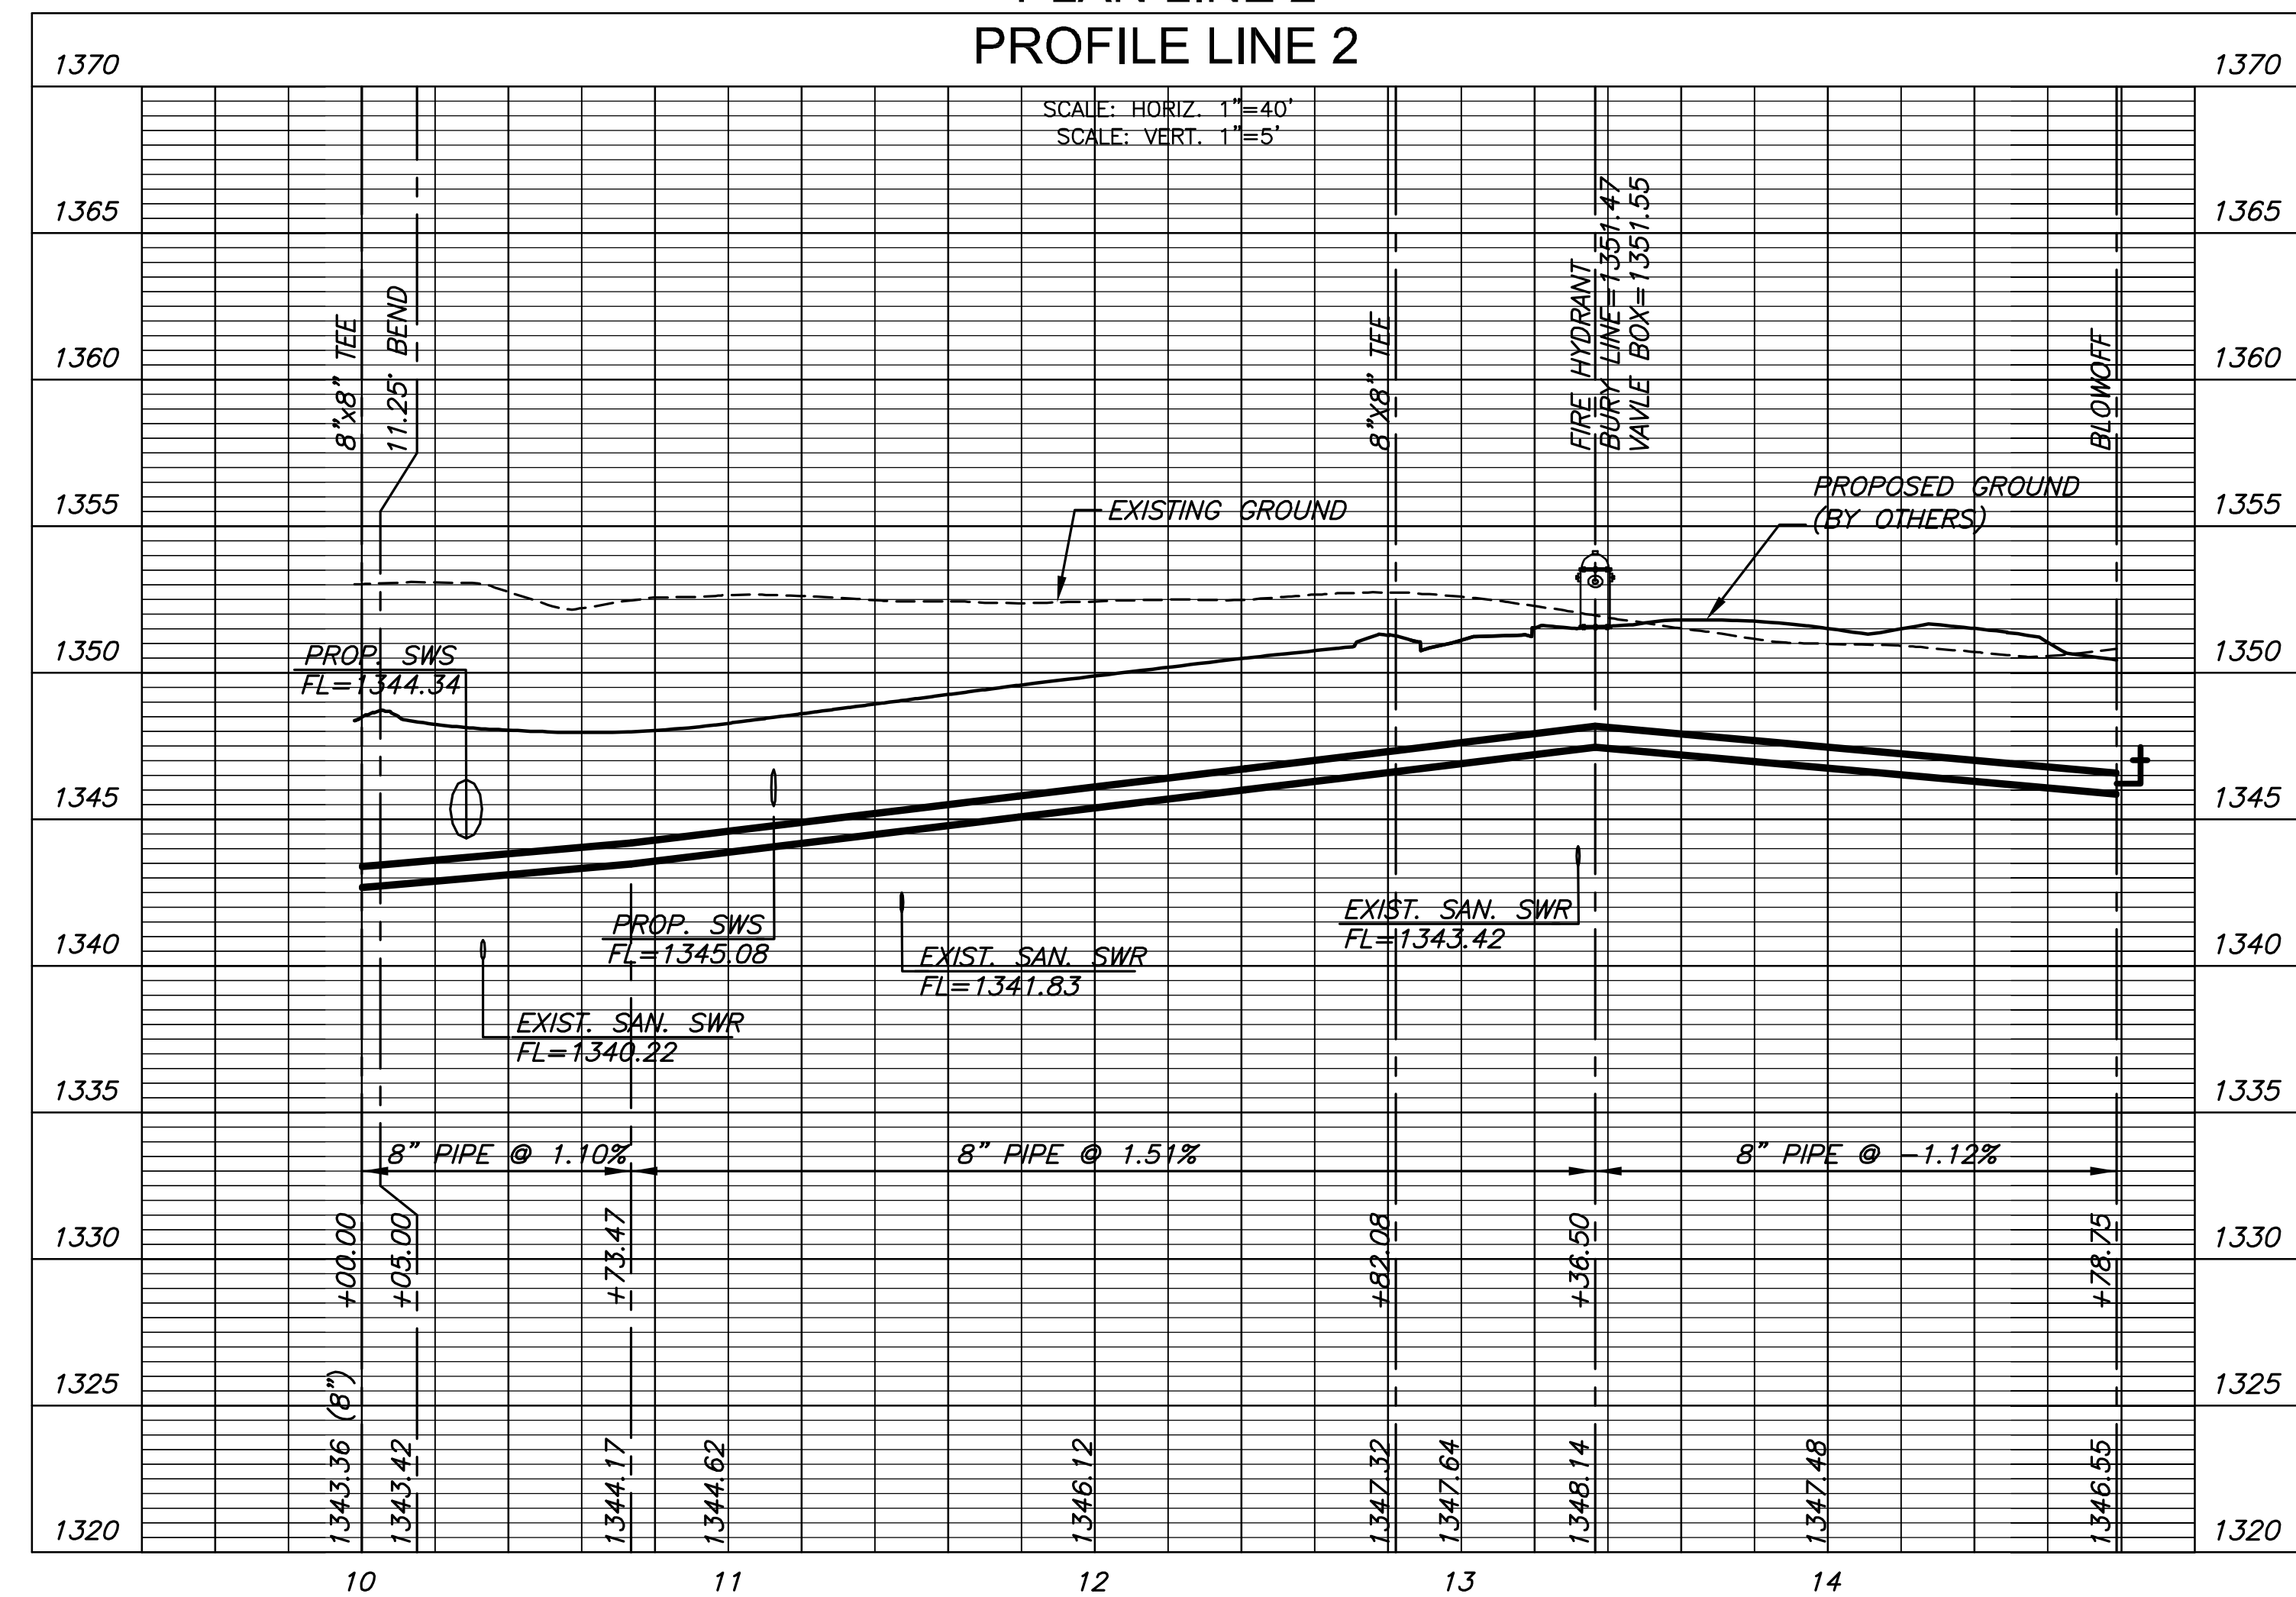 PROFILE LINE 2
1370
1370
SCALE: HORIZ. 1"=40'
SCALE: VERT. 1"=5'
1365
1365
1360
1360
8"x8" TEE
11.25° BEND
8"X8" TEE
FIRE HYDRANT
BURY LINE=1351.47
VAVLE BOX=1351.55
BLOWOFF
1355
1355
EXISTING GROUND
PROPOSED GROUND
(BY OTHERS)
1350
1350
PROP. SWS
FL=1344.34
1345
1345
PROP. SWS
FL=1345.08
EXIST. SAN. SWR
FL=1343.42
1340
1340
EXIST. SAN. SWR
FL=1341.83
EXIST. SAN. SWR
FL=1340.22
1335
1335
8" PIPE @ 1.10%
8" PIPE @ 1.51%
8" PIPE @ -1.12%
1330
1330
+00.00
+05.00
+73.47
+82.08
+36.50
+78.75
1325
1325
1343.36 (8")
1343.42
1344.17
1344.62
1346.12
1347.32
1347.64
1348.14
1347.48
1346.55
1320
1320
10
11
12
13
14